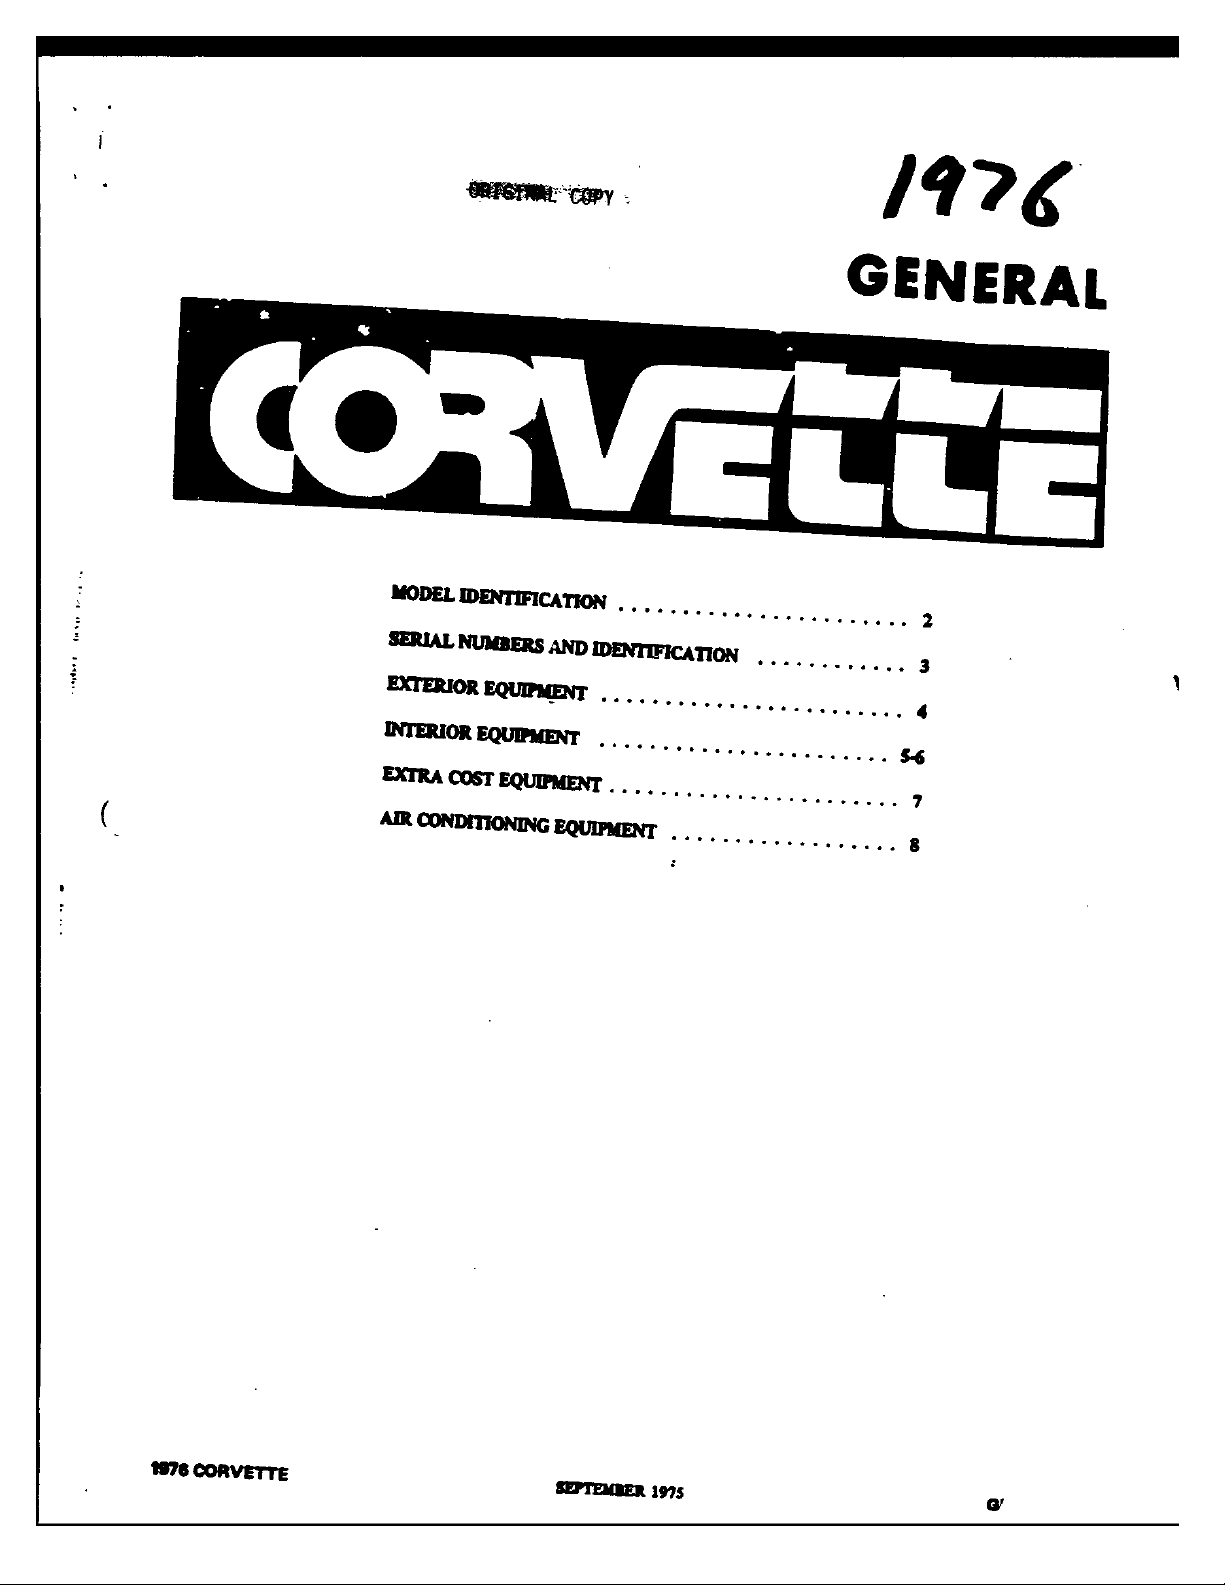 ORIGINAL COPY
1976
GENERAL
CORVETTE
MODEL IDENTIFICATION ....................... 2
SERIAL NUMBERS AND IDENTIFICATION ............ 3
EXTERIOR EQUIPMENT ........................ 4
INTERIOR EQUIPMENT ....................... 5-6
EXTRA COST EQUIPMENT ....................... 7
AIR CONDITIONING EQUIPMENT .................. 8
1976 CORVETTE
SEPTEMBER 1975